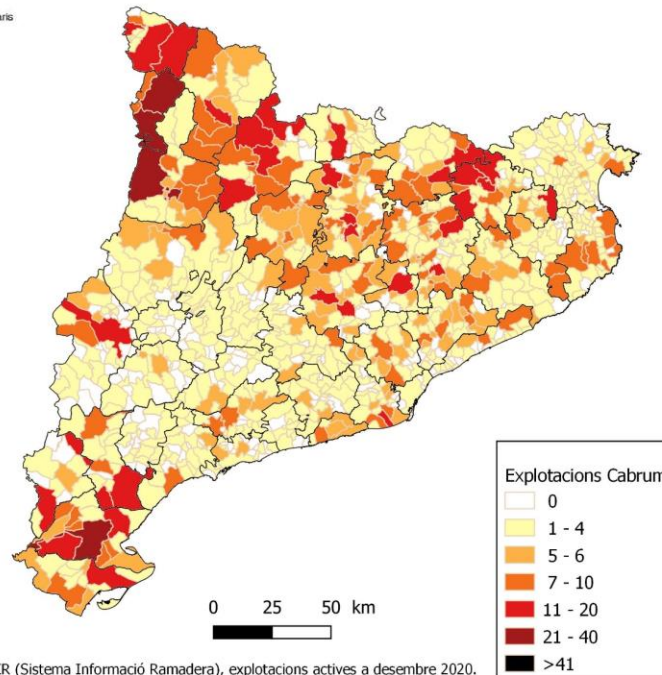 aris
0 25 50 km
Explotacions Cabrum
0
1 - 4
5 - 6
7 - 10
11 - 20
21 - 40
>41
R (Sistema Informació Ramadera), explotacions actives a desembre 2020.